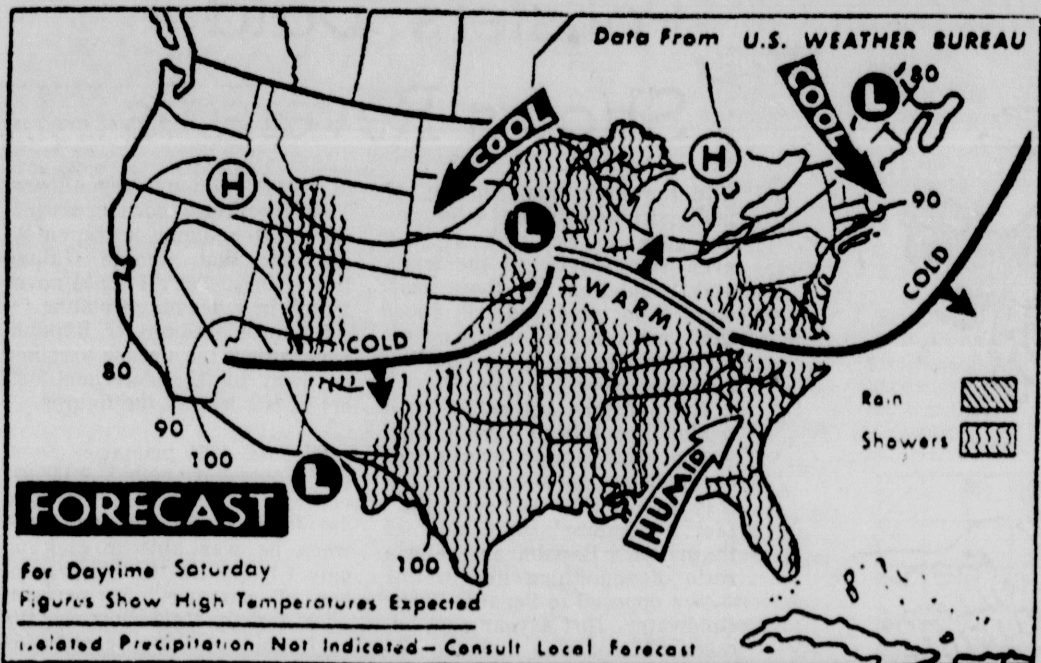 Data From U.S. WEATHER BUREAU
COOL
COOL
L
80
H
H
90
L
COLD
WARM
COLD
80
Rain
Showers
90
100
L
HUMID
FORECAST
100
For Daytime Saturday
Figures Show High Temperatures Expected
Isolated Precipitation Not Indicated – Consult Local Forecast